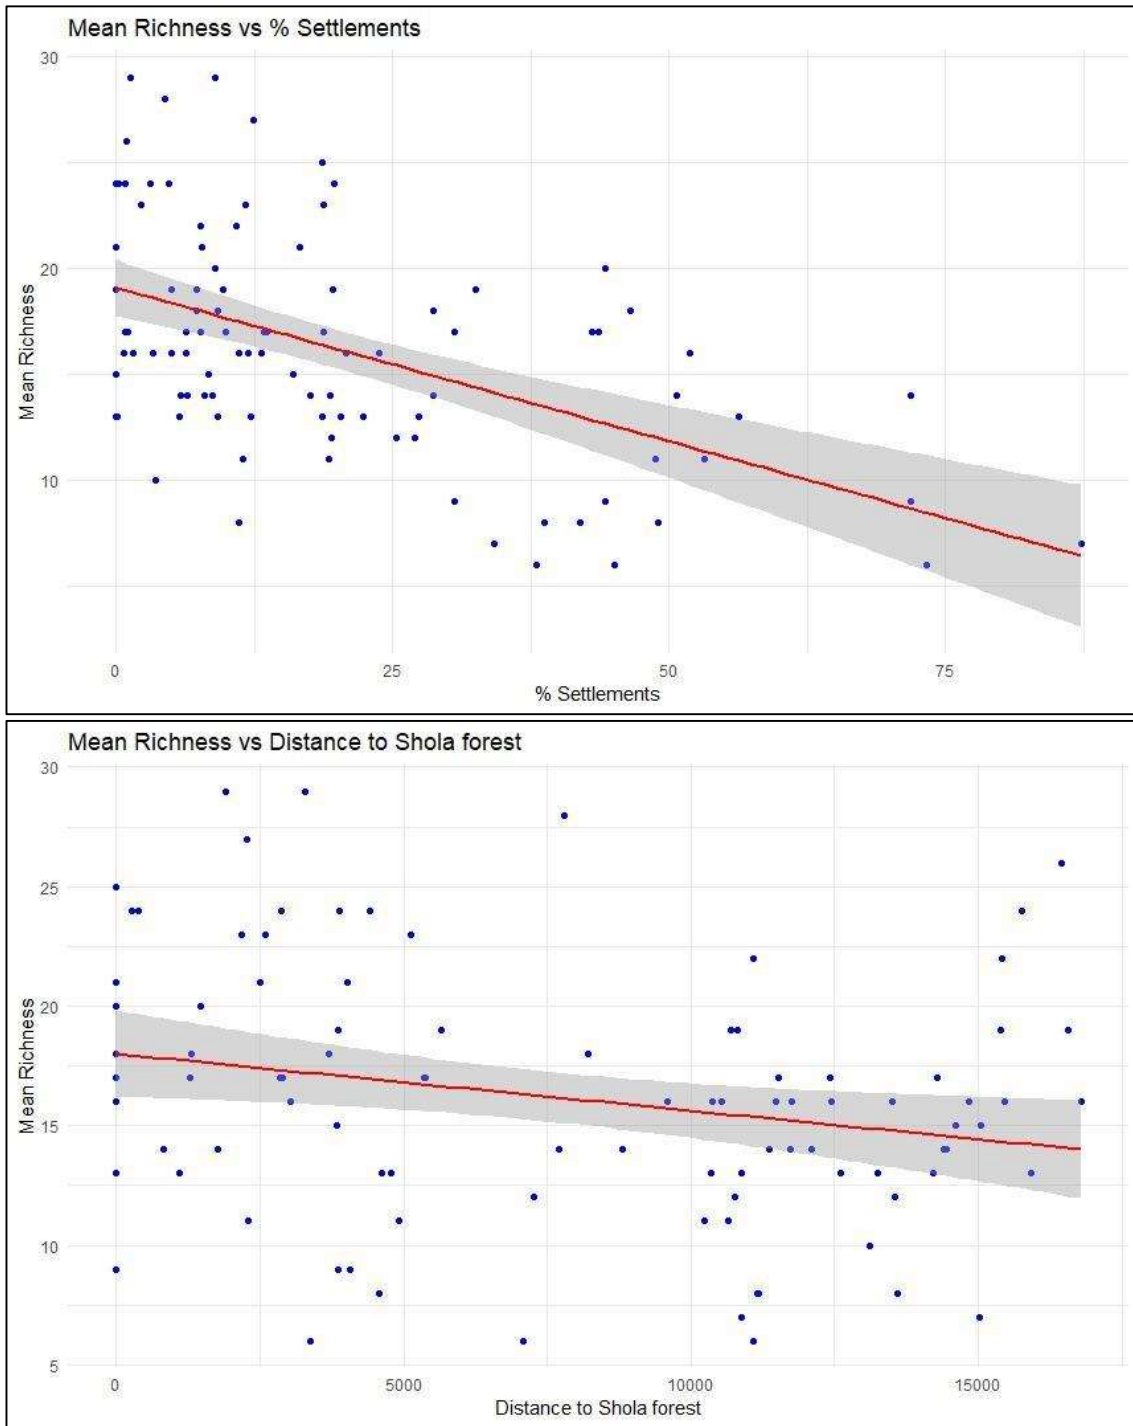 Mean Richness vs % Settlements
30
20
10
Mean Richness
0 25 50 75
% Settlements
Mean Richness vs Distance to Shola forest
30
25
20
15
10
5
Mean Richness
0 5000 10000 15000
Distance to Shola forest